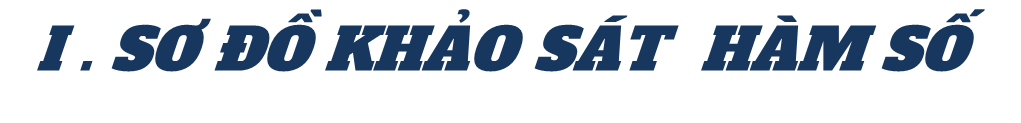 I . SƠ ĐỒ KHẢO SÁT HÀM SỐ